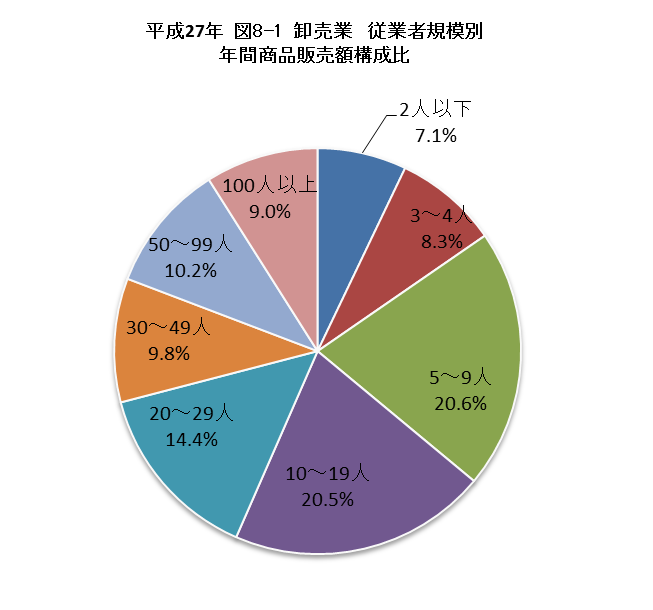 平成27年 図8-1 卸売業 従業者規模別
年間商品販売額構成比
2人以下
7.1%
3～4人
8.3%
5～9人
20.6%
10～19人
20.5%
20～29人
14.4%
30～49人
9.8%
50～99人
10.2%
100人以上
9.0%